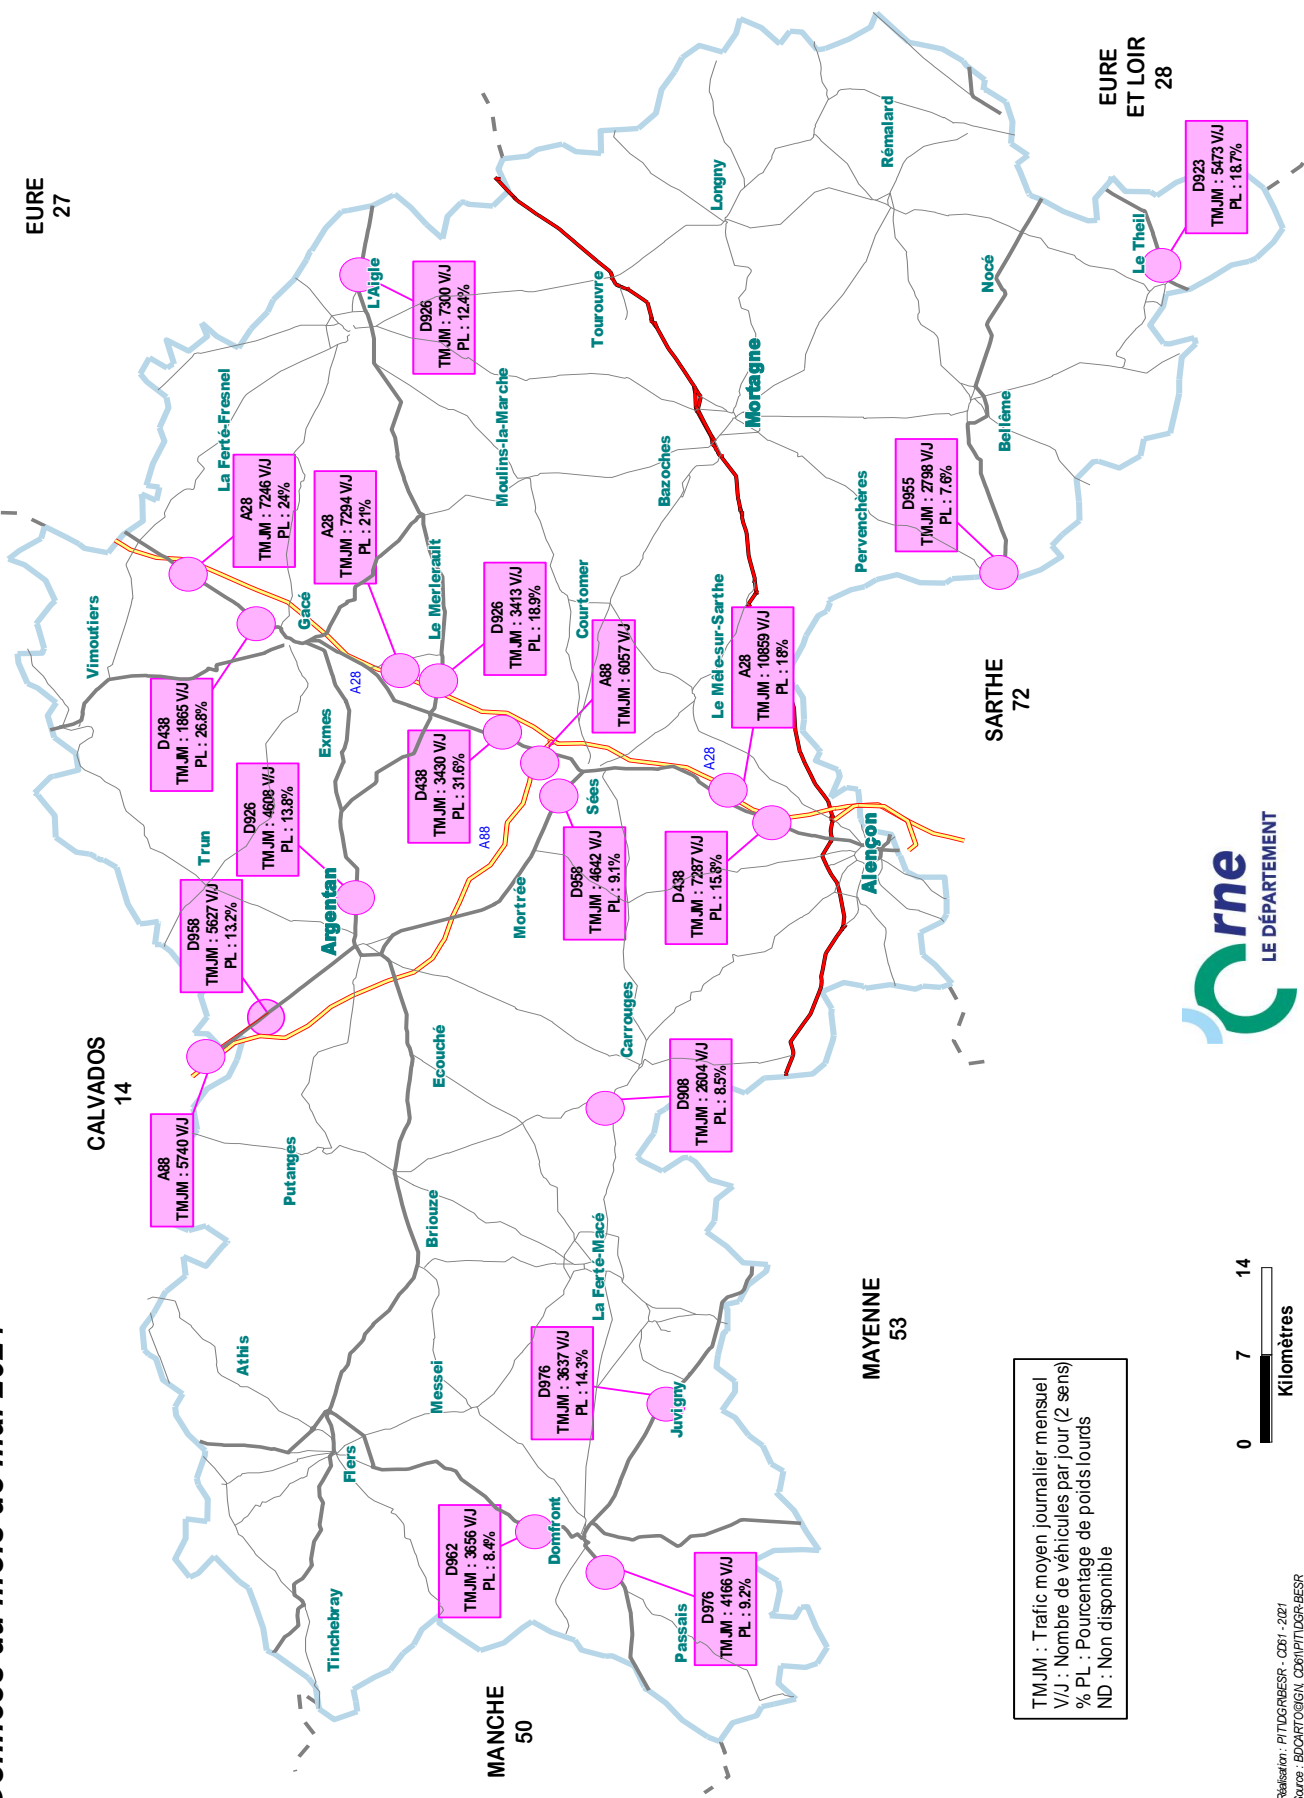 Données du mois de mai 2021
EURE
27
CALVADOS
14
MANCHE
50
MAYENNE
53
SARTHE
72
EURE
ET LOIR
28
Vimoutiers
Trun
La Ferté-Fresnel
Gacé
Exmes
Argentan
L'Aigle
Athis
Putanges
Tinchebray
Flers
Messei
Briouze
Ecouché
Le Merlerault
Moulins-la-Marche
Mortrée
Sées
Courtomer
Tourouvre
Domfront
La Ferté-Macé
Carrouges
Bazoches
Longny
Juvigny
Passais
Le Mêle-sur-Sarthe
Mortagne
Alençon
Pervenchères
Rémalard
Bellême
Nocé
Le Theil
A28
A88
A28
A88
TMJM : 5740 V/J
D958
TMJM : 5627 V/J
PL : 13.2%
D926
TMJM : 4608 V/J
PL : 13.8%
D438
TMJM : 1865 V/J
PL : 26.8%
A28
TMJM : 7246 V/J
PL : 24%
A28
TMJM : 7294 V/J
PL : 21%
D926
TMJM : 7300 V/J
PL : 12.4%
D926
TMJM : 3413 V/J
PL : 18.9%
D438
TMJM : 3430 V/J
PL : 31.6%
A88
TMJM : 6057 V/J
D958
TMJM : 4642 V/J
PL : 9.1%
D438
TMJM : 7287 V/J
PL : 15.8%
A28
TMJM : 10859 V/J
PL : 18%
D955
TMJM : 2798 V/J
PL : 7.6%
D923
TMJM : 5473 V/J
PL : 18.7%
D908
TMJM : 2604 V/J
PL : 8.5%
D976
TMJM : 3637 V/J
PL : 14.3%
D962
TMJM : 3656 V/J
PL : 8.4%
D976
TMJM : 4166 V/J
PL : 9.2%
TMJM : Trafic moyen journalier mensuel
V/J : Nombre de véhicules par jour (2 sens)
% PL : Pourcentage de poids lourds
ND : Non disponible
0 7 14
Kilomètres
Orne
LE DÉPARTEMENT
Réalisation : PIT\DGR\BESR - CD61 - 2021
Source : BDCARTO©IGN, CD61\PIT\DGR-BESR